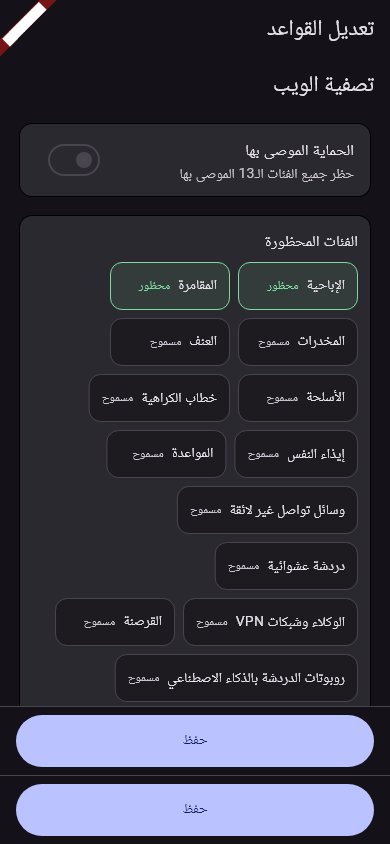 تعديل القواعد
تصفية الويب
الحماية الموصى بها
حظر جميع الفئات الـ13 الموصى بها
الفئات المحظورة
الإباحية محظور المقامرة محظور
المخدرات مسموح العنف مسموح
الأسلحة مسموح خطاب الكراهية مسموح
إيذاء النفس مسموح المواعدة مسموح
وسائل تواصل غير لائقة مسموح
دردشة عشوائية مسموح
الوكلاء وشبكات VPN مسموح القرصنة مسموح
روبوتات الدردشة بالذكاء الاصطناعي مسموح
حفظ
حفظ